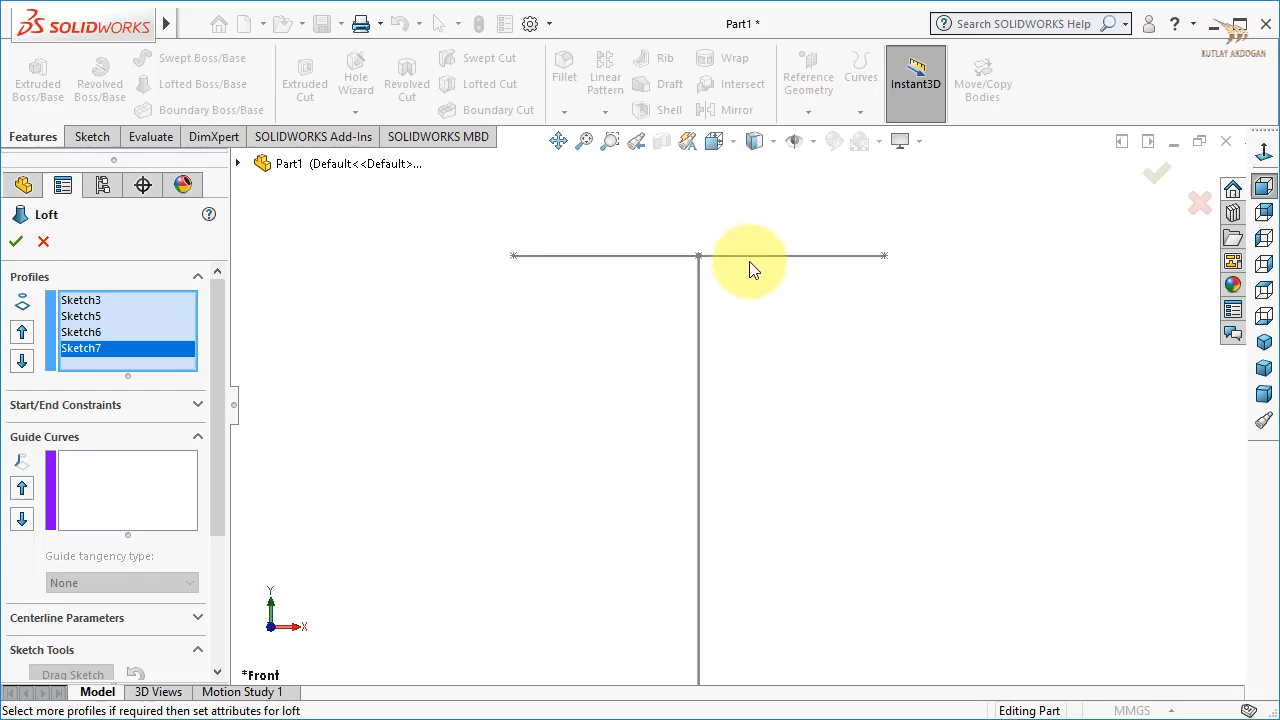 SOLIDWORKS
Part1 *
Search SOLIDWORKS Help
?
KUTLAY AKDOGAN
Extruded
Boss/Base
Revolved
Boss/Base
Swept Boss/Base
Lofted Boss/Base
Boundary Boss/Base
Extruded
Cut
Hole
Wizard
Revolved
Cut
Swept Cut
Lofted Cut
Boundary Cut
Fillet
Linear
Pattern
Rib
Draft
Shell
Wrap
Intersect
Mirror
Reference
Geometry
Curves
Instant3D
Move/Copy
Bodies
Features
Sketch
Evaluate
DimXpert
SOLIDWORKS Add-Ins
SOLIDWORKS MBD
Part1 (Default<<Default>...
Loft
?
Profiles
Sketch3
Sketch5
Sketch6
Sketch7
Start/End Constraints
Guide Curves
Guide tangency type:
None
Centerline Parameters
Sketch Tools
Drag Sketch
Y
X
*Front
Model
3D Views
Motion Study 1
Select more profiles if required then set attributes for loft
Editing Part
MMGS